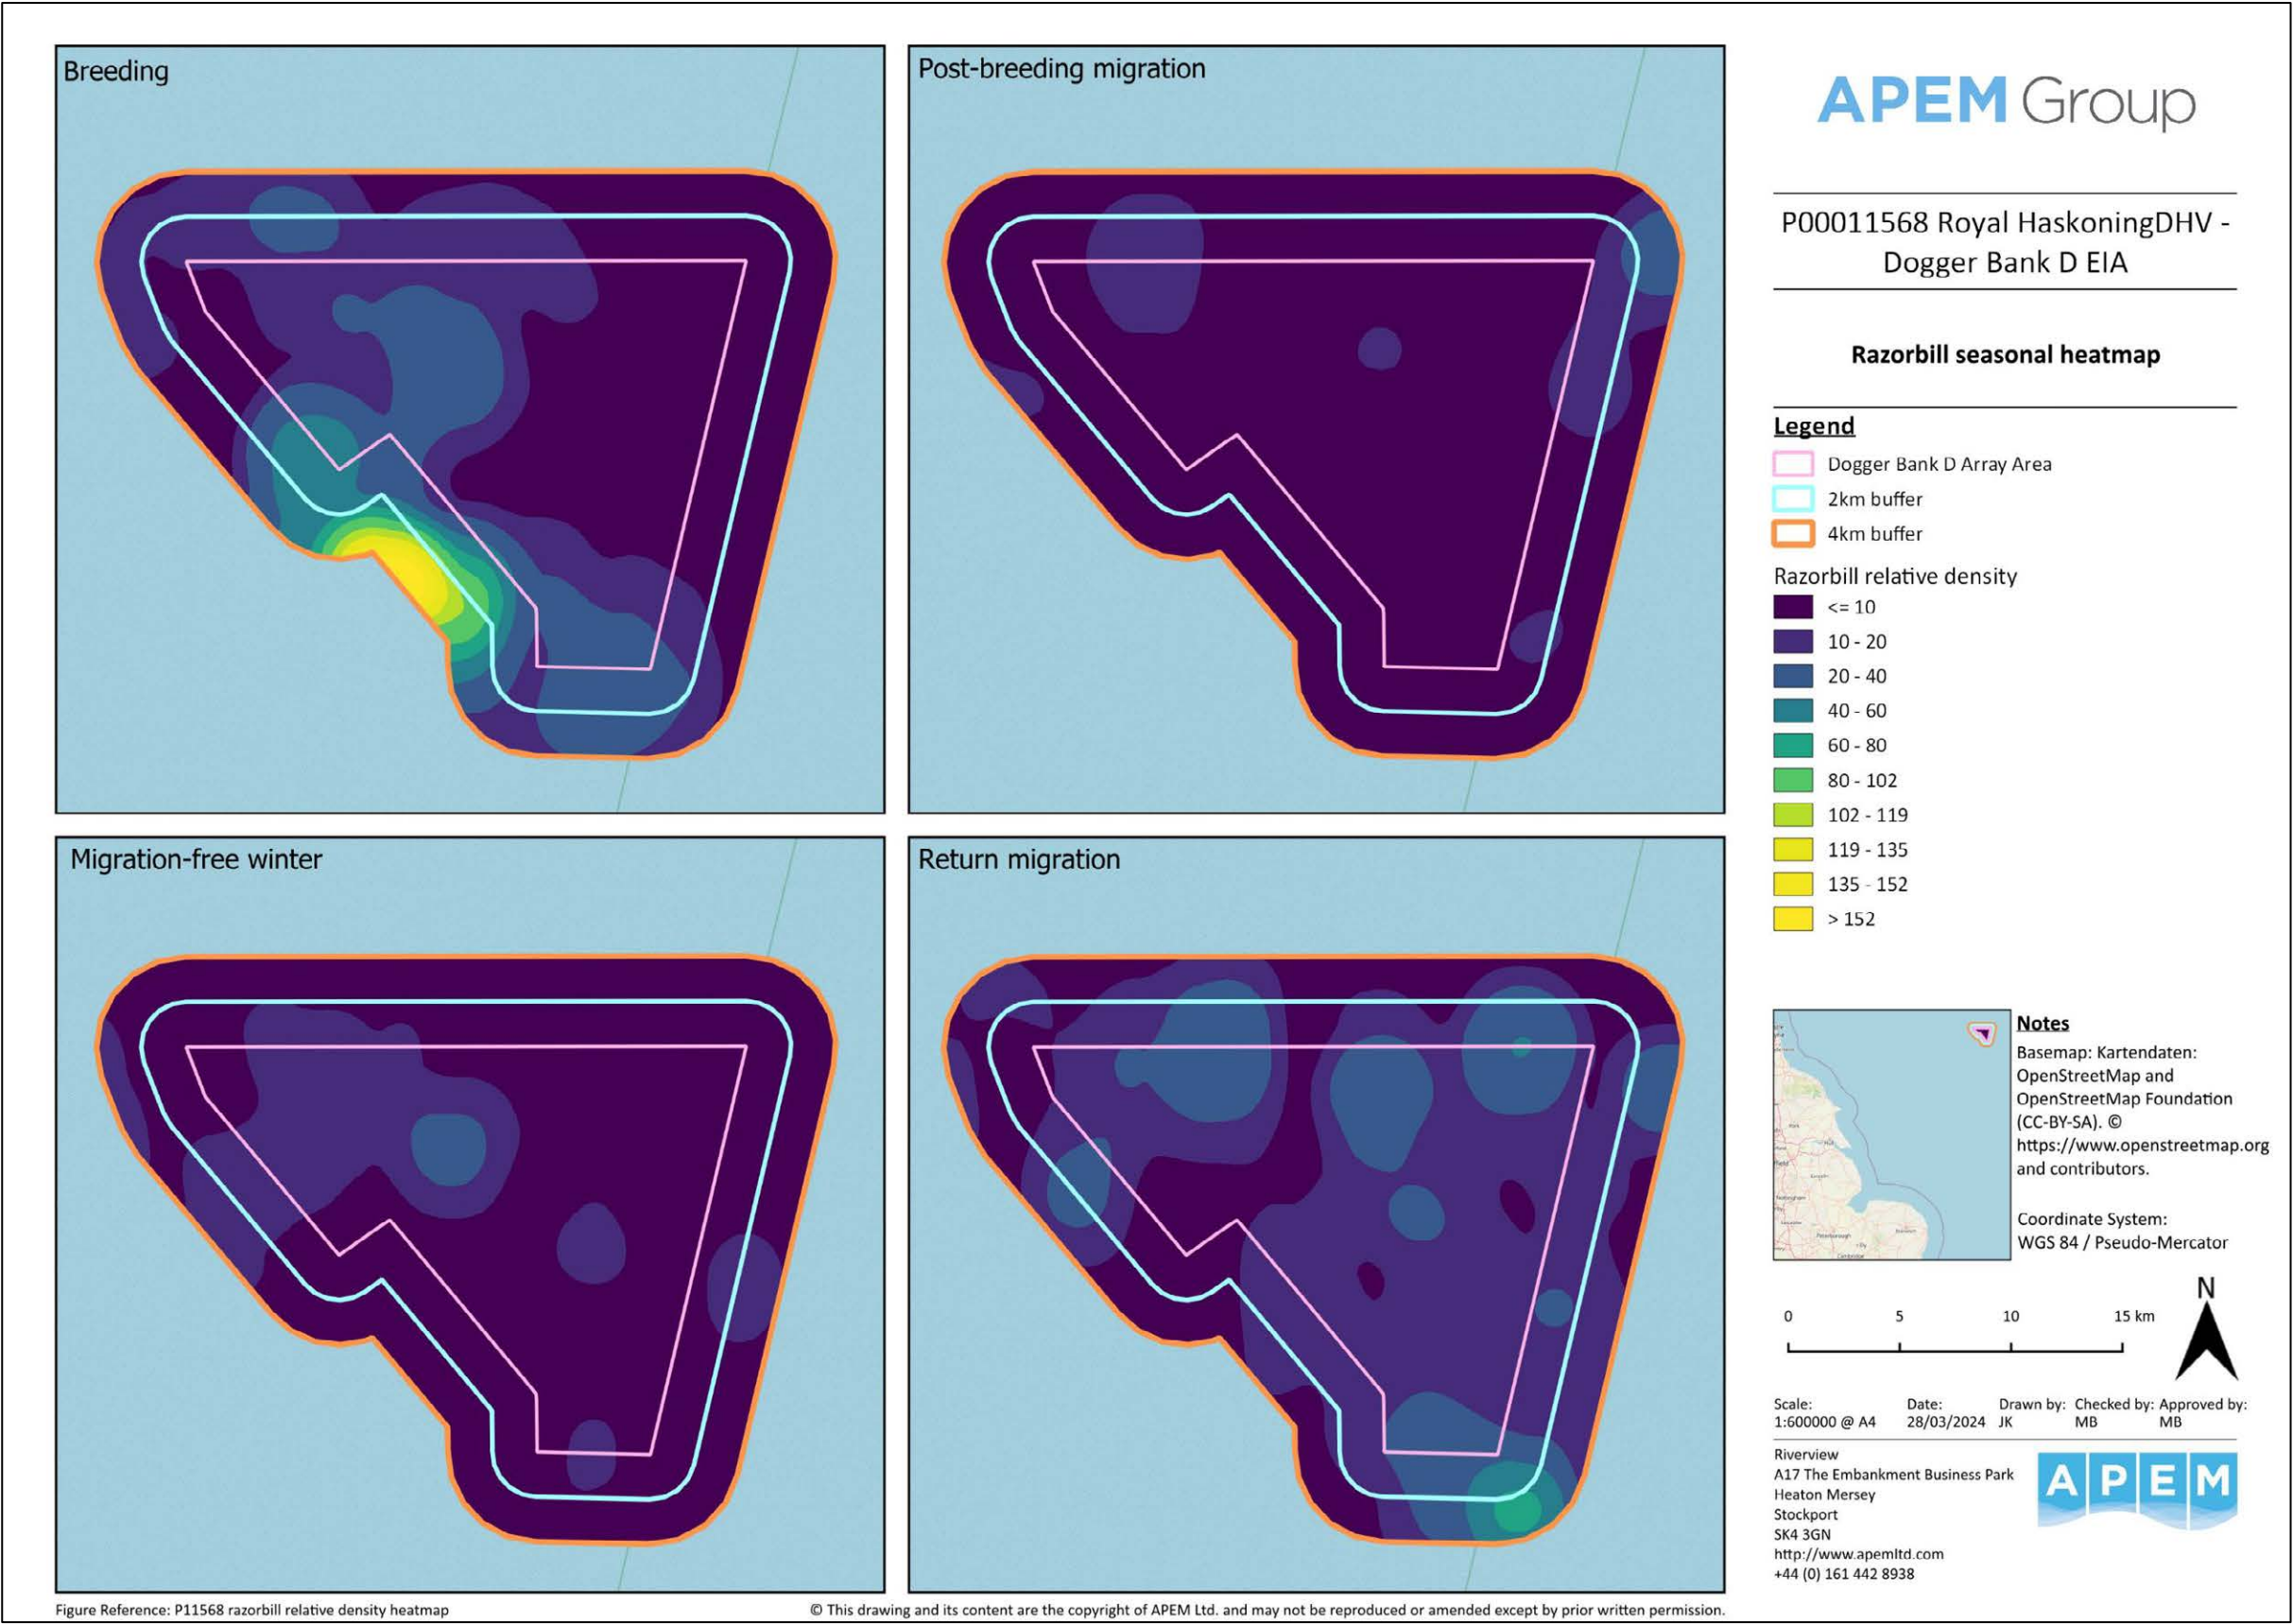 Breeding
Post-breeding migration
Migration-free winter
Return migration
APEM Group
P00011568 Royal HaskoningDHV -
Dogger Bank D EIA
Razorbill seasonal heatmap
Legend
Dogger Bank D Array Area
2km buffer
4km buffer
Razorbill relative density
<= 10
10 - 20
20 - 40
40 - 60
60 - 80
80 - 102
102 - 119
119 - 135
135 - 152
> 152
Notes
Basemap: Kartendaten:
OpenStreetMap and
OpenStreetMap Foundation
(CC-BY-SA). ©
https://www.openstreetmap.org
and contributors.
Coordinate System:
WGS 84 / Pseudo-Mercator
N
0 5 10 15 km
Scale: Date: Drawn by: Checked by: Approved by:
1:600000 @ A4 28/03/2024 JK MB MB
Riverview
A17 The Embankment Business Park
Heaton Mersey
Stockport
SK4 3GN
http://www.apemltd.com
+44 (0) 161 442 8938
APEM
Figure Reference: P11568 razorbill relative density heatmap
© This drawing and its content are the copyright of APEM Ltd. and may not be reproduced or amended except by prior written permission.